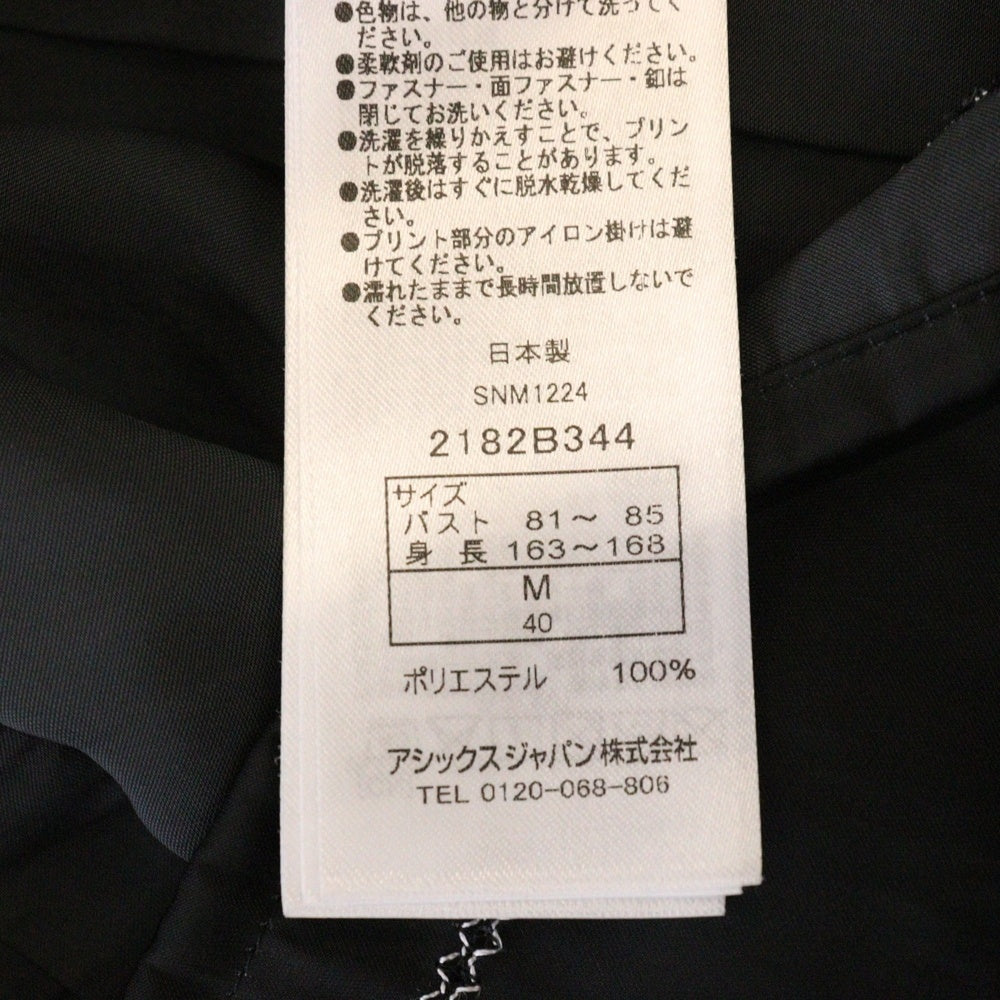 ●色物は、他の物と分けて洗ってく
ださい。
●柔軟剤のご使用はお避けください。
●ファスナー・面ファスナー・釦は
閉じてお洗いください。
●洗濯を繰りかえすことで、プリン
トが脱落することがあります。
●洗濯後はすぐに脱水乾燥してくだ
さい。
●プリント部分のアイロン掛けは避
けてください。
●濡れたままで長時間放置しないで
ください。
日本製
SNM1224
2182B344
サイズ
バスト 81〜 85
身 長 163〜168
M
40
ポリエステル 100%
アシックスジャパン株式会社
TEL 0120-068-806